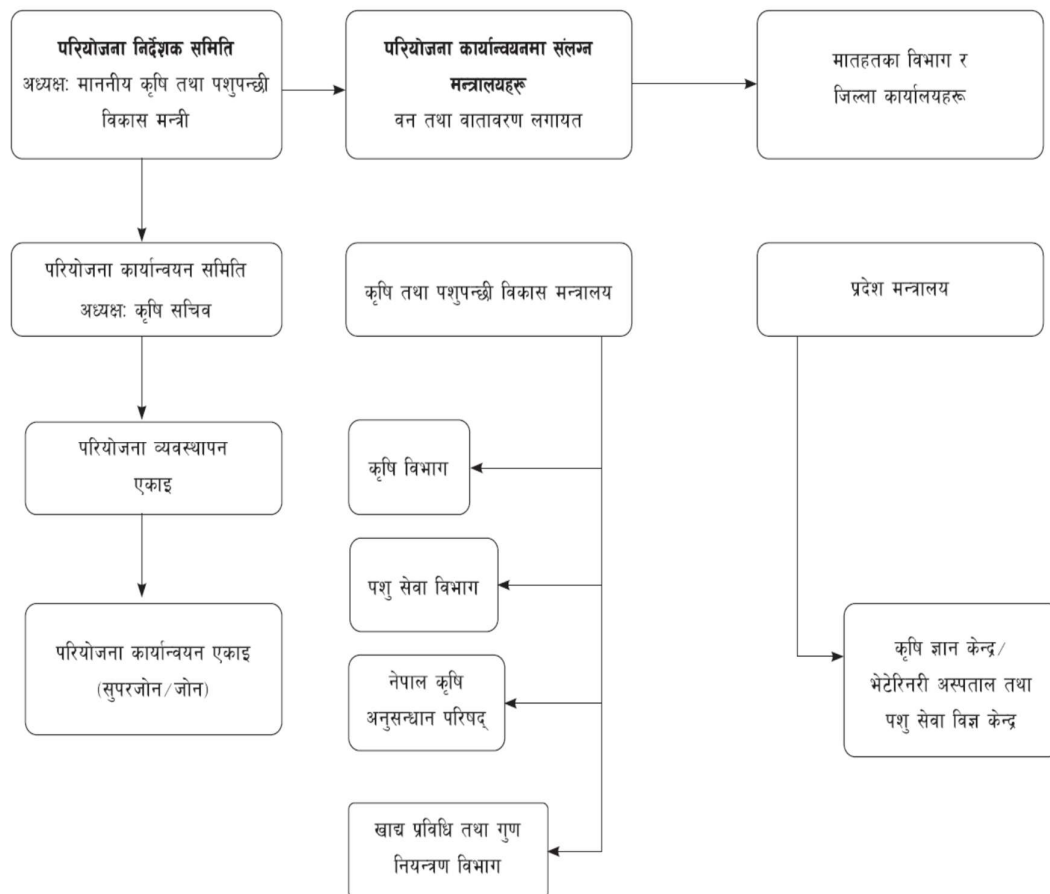 परियोजना निर्देशक समिति
अध्यक्ष: माननीय कृषि तथा पशुपन्छी
विकास मन्त्री
परियोजना कार्यान्वयनमा संलग्न
मन्त्रालयहरू
वन तथा वातावरण लगायत
मातहतका विभाग र
जिल्ला कार्यालयहरू
परियोजना कार्यान्वयन समिति
अध्यक्ष: कृषि सचिव
कृषि तथा पशुपन्छी विकास मन्त्रालय
प्रदेश मन्त्रालय
परियोजना व्यवस्थापन
एकाइ
कृषि विभाग
पशु सेवा विभाग
परियोजना कार्यान्वयन एकाइ
(सुपरजोन/जोन)
नेपाल कृषि
अनुसन्धान परिषद्
कृषि ज्ञान केन्द्र/
भेटेरिनरी अस्पताल तथा
पशु सेवा विज्ञ केन्द्र
खाद्य प्रविधि तथा गुण
नियन्त्रण विभाग